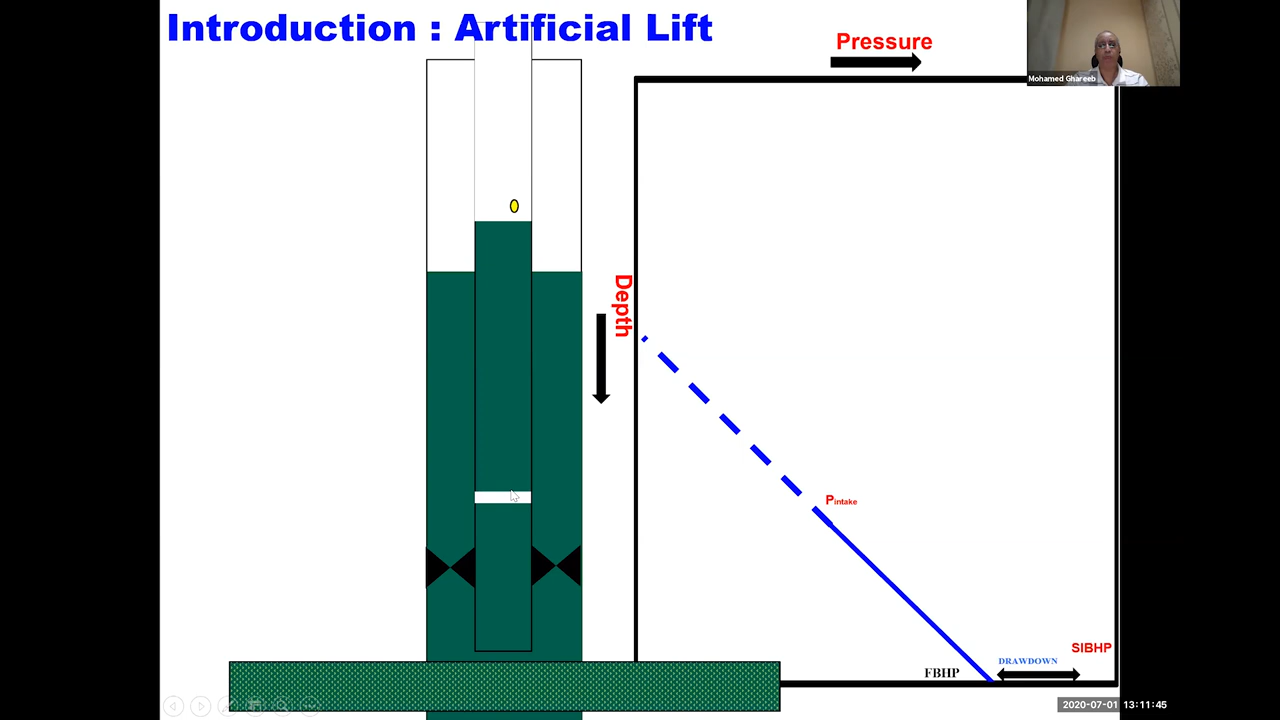 Introduction : Artificial Lift
Pressure
Mohamed Ghareeb
Depth
Pintake
SIBHP
DRAWDOWN
FBHP
2020-07-01 13:11:45